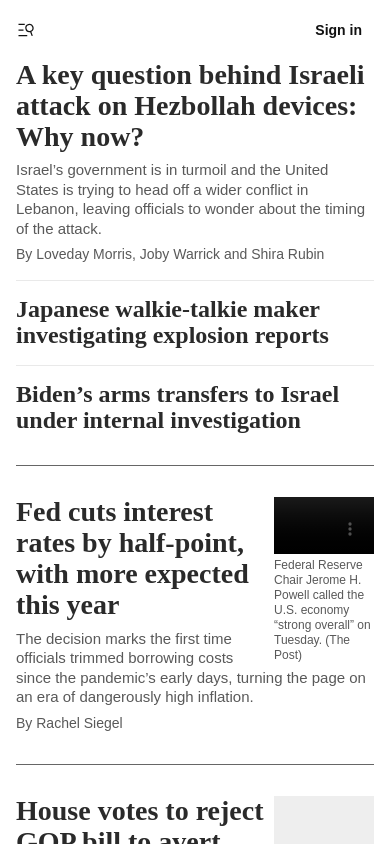 Sign in
A key question behind Israeli
attack on Hezbollah devices:
Why now?
Israel’s government is in turmoil and the United
States is trying to head off a wider conflict in
Lebanon, leaving officials to wonder about the timing
of the attack.
By Loveday Morris, Joby Warrick and Shira Rubin
Japanese walkie-talkie maker
investigating explosion reports
Biden’s arms transfers to Israel
under internal investigation
Fed cuts interest
rates by half-point,
with more expected
this year
The decision marks the first time
officials trimmed borrowing costs
since the pandemic’s early days, turning the page on
an era of dangerously high inflation.
By Rachel Siegel
Federal Reserve
Chair Jerome H.
Powell called the
U.S. economy
“strong overall” on
Tuesday. (The
Post)
House votes to reject
GOP bill to avert